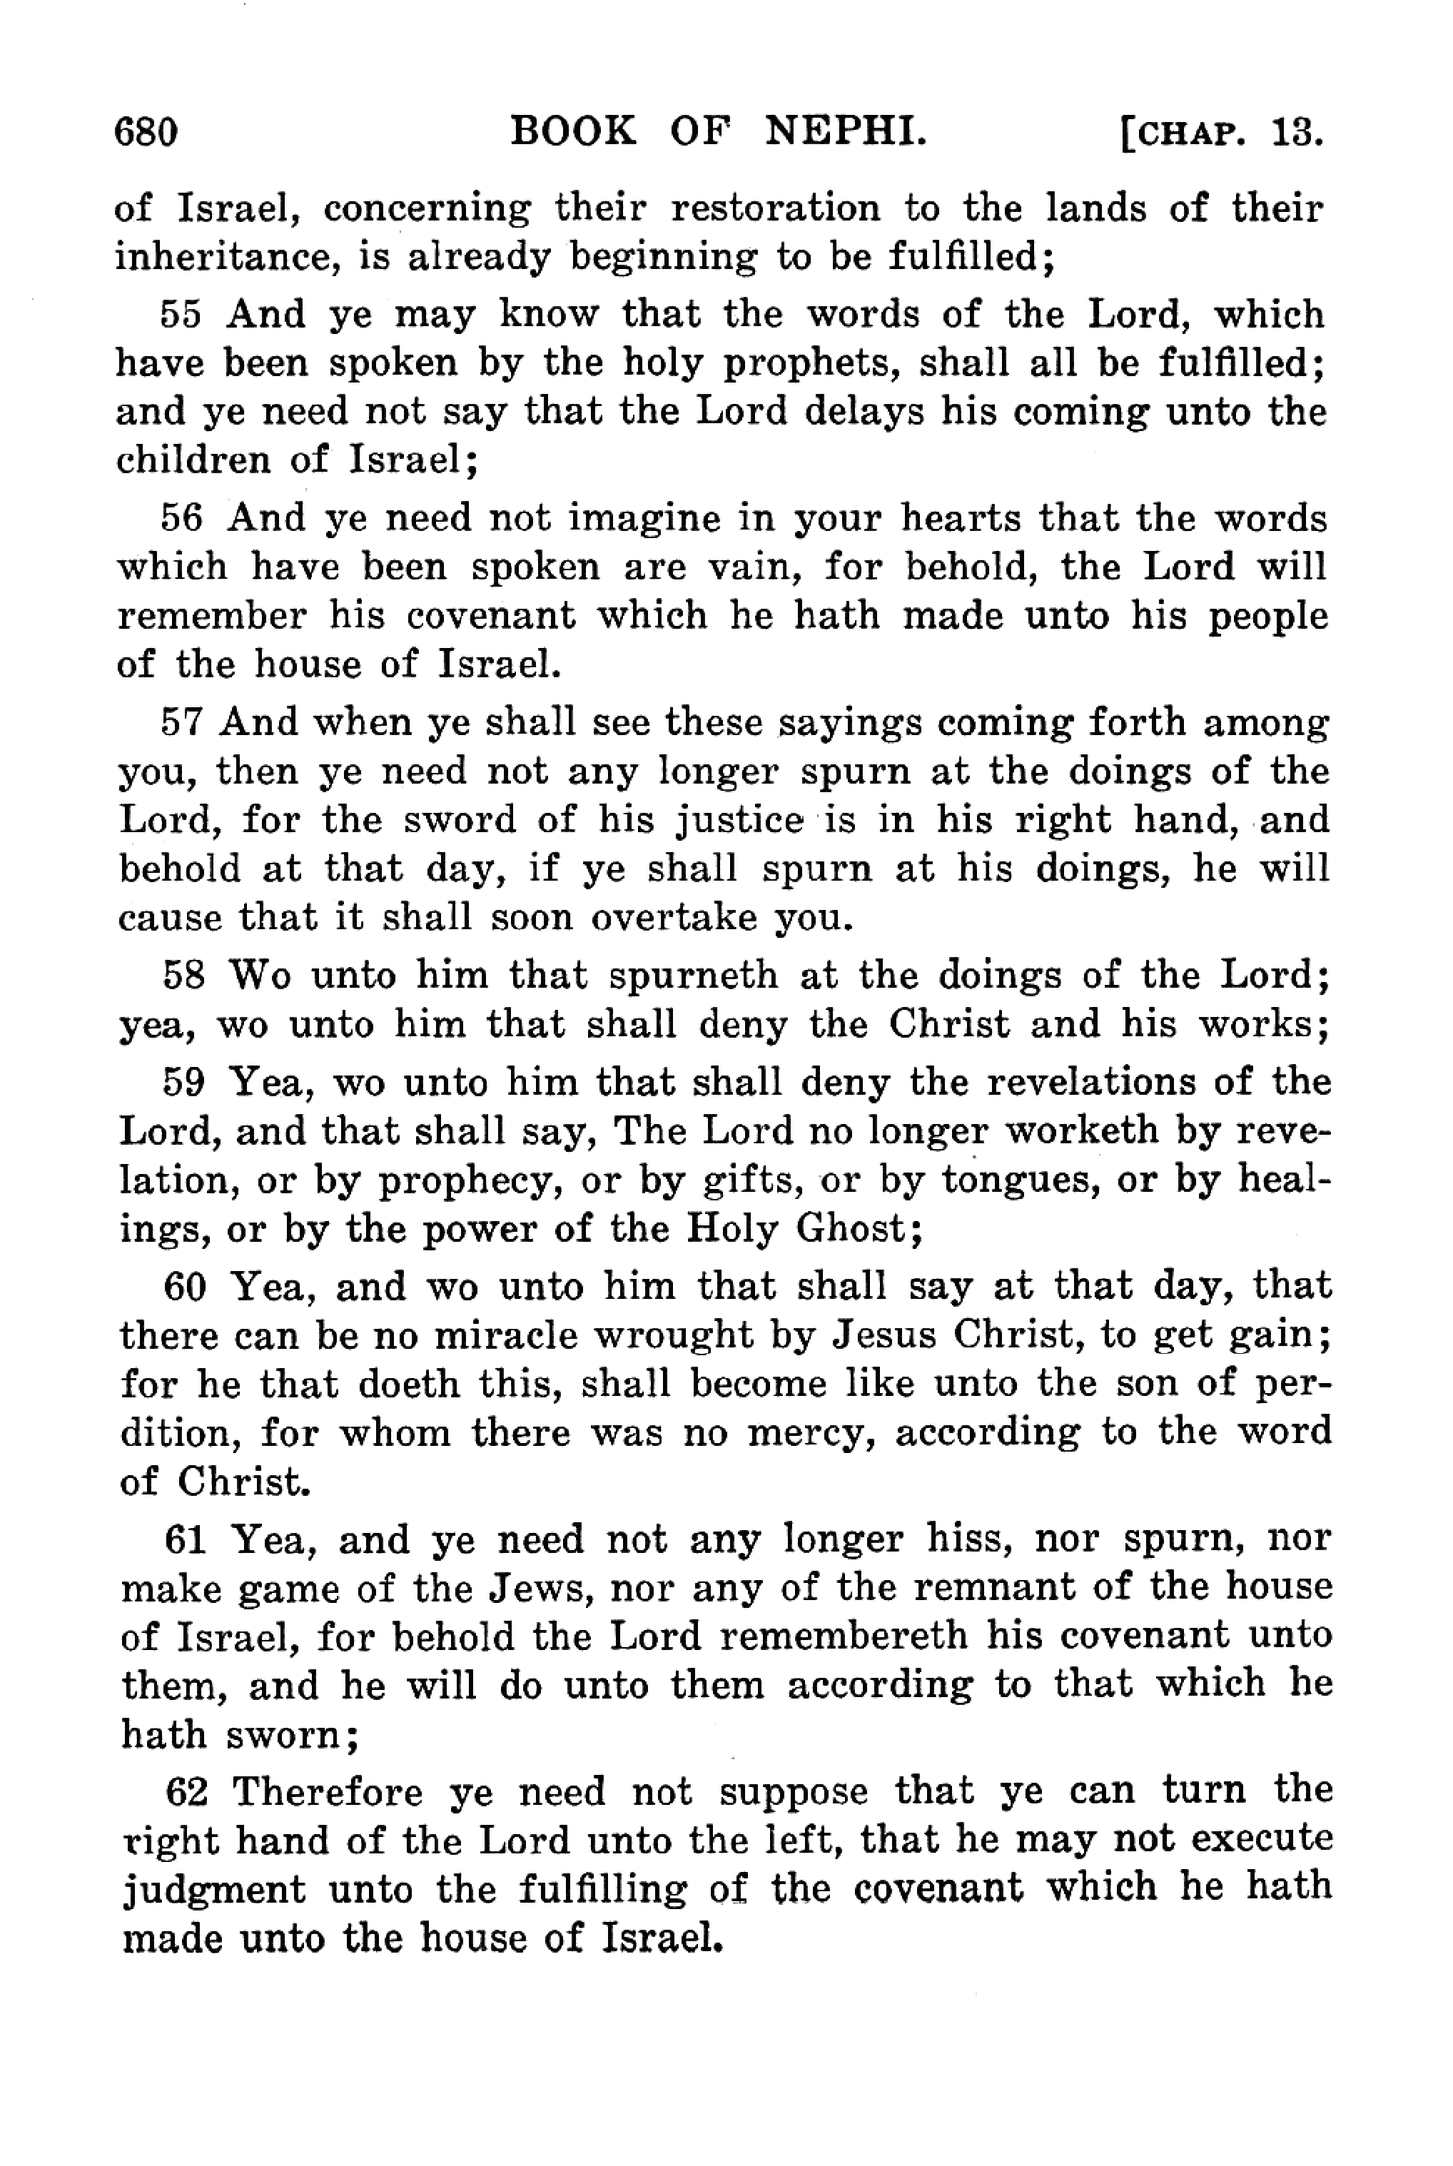 680 BOOK OF NEPHI. [CHAP. 13.
of Israel, concerning their restoration to the lands of their
inheritance, is already beginning to be fulfilled;
55 And ye may know that the words of the Lord, which
have been spoken by the holy prophets, shall all be fulfilled;
and ye need not say that the Lord delays his coming unto the
children of Israel;
56 And ye need not imagine in your hearts that the words
which have been spoken are vain, for behold, the Lord will
remember his covenant which he hath made unto his people
of the house of Israel.
57 And when ye shall see these sayings coming forth among
you, then ye need not any longer spurn at the doings of the
Lord, for the sword of his justice is in his right hand, and
behold at that day, if ye shall spurn at his doings, he will
cause that it shall soon overtake you.
58 Wo unto him that spurneth at the doings of the Lord;
yea, wo unto him that shall deny the Christ and his works;
59 Yea, wo unto him that shall deny the revelations of the
Lord, and that shall say, The Lord no longer worketh by reve-
lation, or by prophecy, or by gifts, or by tongues, or by heal-
ings, or by the power of the Holy Ghost;
60 Yea, and wo unto him that shall say at that day, that
there can be no miracle wrought by Jesus Christ, to get gain;
for he that doeth this, shall become like unto the son of per-
dition, for whom there was no mercy, according to the word
of Christ.
61 Yea, and ye need not any longer hiss, nor spurn, nor
make game of the Jews, nor any of the remnant of the house
of Israel, for behold the Lord remembereth his covenant unto
them, and he will do unto them according to that which he
hath sworn;
62 Therefore ye need not suppose that ye can turn the
right hand of the Lord unto the left, that he may not execute
judgment unto the fulfilling of the covenant which he hath
made unto the house of Israel.